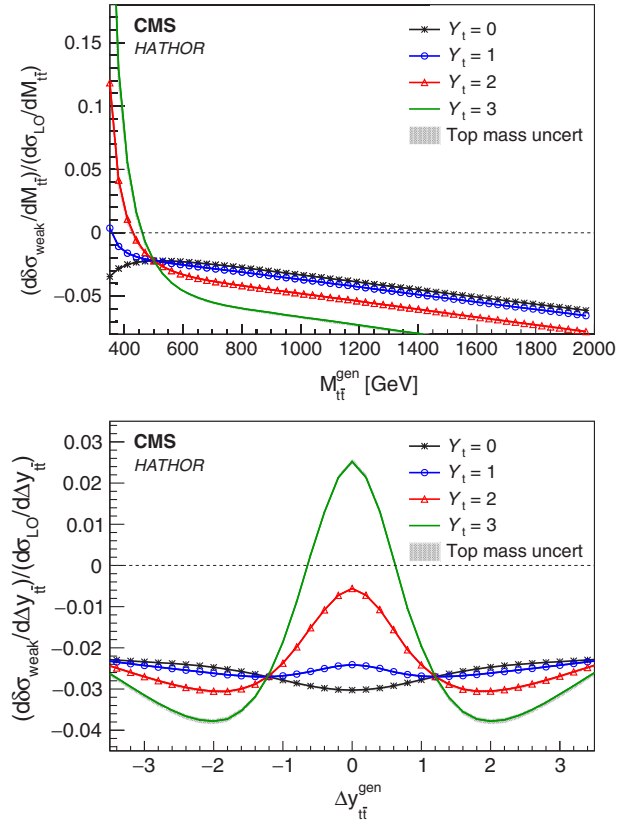 CMS
HATHOR
Y_t = 0
Y_t = 1
Y_t = 2
Y_t = 3
Top mass uncert
(dδσ_weak/dM_tt̄)/(dσ_LO/dM_tt̄)
0.15
0.1
0.05
0
−0.05
400 600 800 1000 1200 1400 1600 1800 2000
M_tt̄^gen [GeV]
CMS
HATHOR
Y_t = 0
Y_t = 1
Y_t = 2
Y_t = 3
Top mass uncert
(dδσ_weak/dΔy_tt̄)/(dσ_LO/dΔy_tt̄)
0.03
0.02
0.01
0
−0.01
−0.02
−0.03
−0.04
−3 −2 −1 0 1 2 3
Δy_tt̄^gen